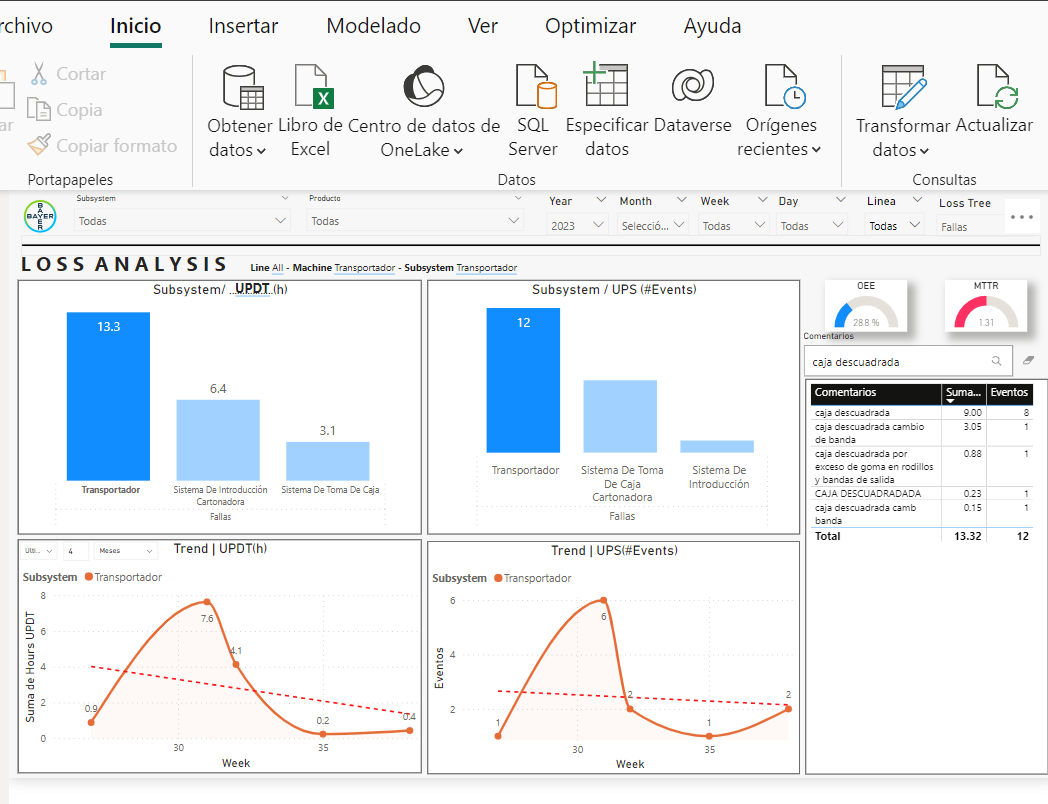 rchivo
Inicio
Insertar
Modelado
Ver
Optimizar
Ayuda
Cortar
Copia
ar
Copiar formato
Portapapeles
Obtener datos
Libro de Excel
Centro de datos de OneLake
SQL Server
Especificar datos
Dataverse
Orígenes recientes
Datos
Transformar datos
Actualizar
Consultas
BAYER
BAYER
Subsystem
Todas
Producto
Todas
Year
2023
Month
Selecció...
Week
Todas
Day
Todas
Linea
Todas
Loss Tree
Fallas
LOSS ANALYSIS
Line All - Machine Transportador - Subsystem Transportador
Subsystem/ UPDT (h)
13.3
6.4
3.1
Transportador
Sistema De Introducción Cartonadora
Sistema De Toma De Caja
Fallas
Subsystem / UPS (#Events)
12
Transportador
Sistema De Toma De Caja Cartonadora
Sistema De Introducción
Fallas
OEE
28.8 %
MTTR
1.31
Comentarios
caja descuadrada
Comentarios Suma... Eventos
caja descuadrada 9.00 8
caja descuadrada cambio de banda 3.05 1
caja descuadrada por exceso de goma en rodillos y bandas de salida 0.88 1
CAJA DESCUADRADADA 0.23 1
caja descuadrada camb banda 0.15 1
Total 13.32 12
Ulti...
4
Meses
Trend | UPDT(h)
Subsystem Transportador
Suma de Hours UPDT
8
6
4
2
0
0.9
7.6
4.1
0.2
0.4
30
35
Week
Trend | UPS(#Events)
Subsystem Transportador
Eventos
6
4
2
1
6
2
1
2
30
35
Week